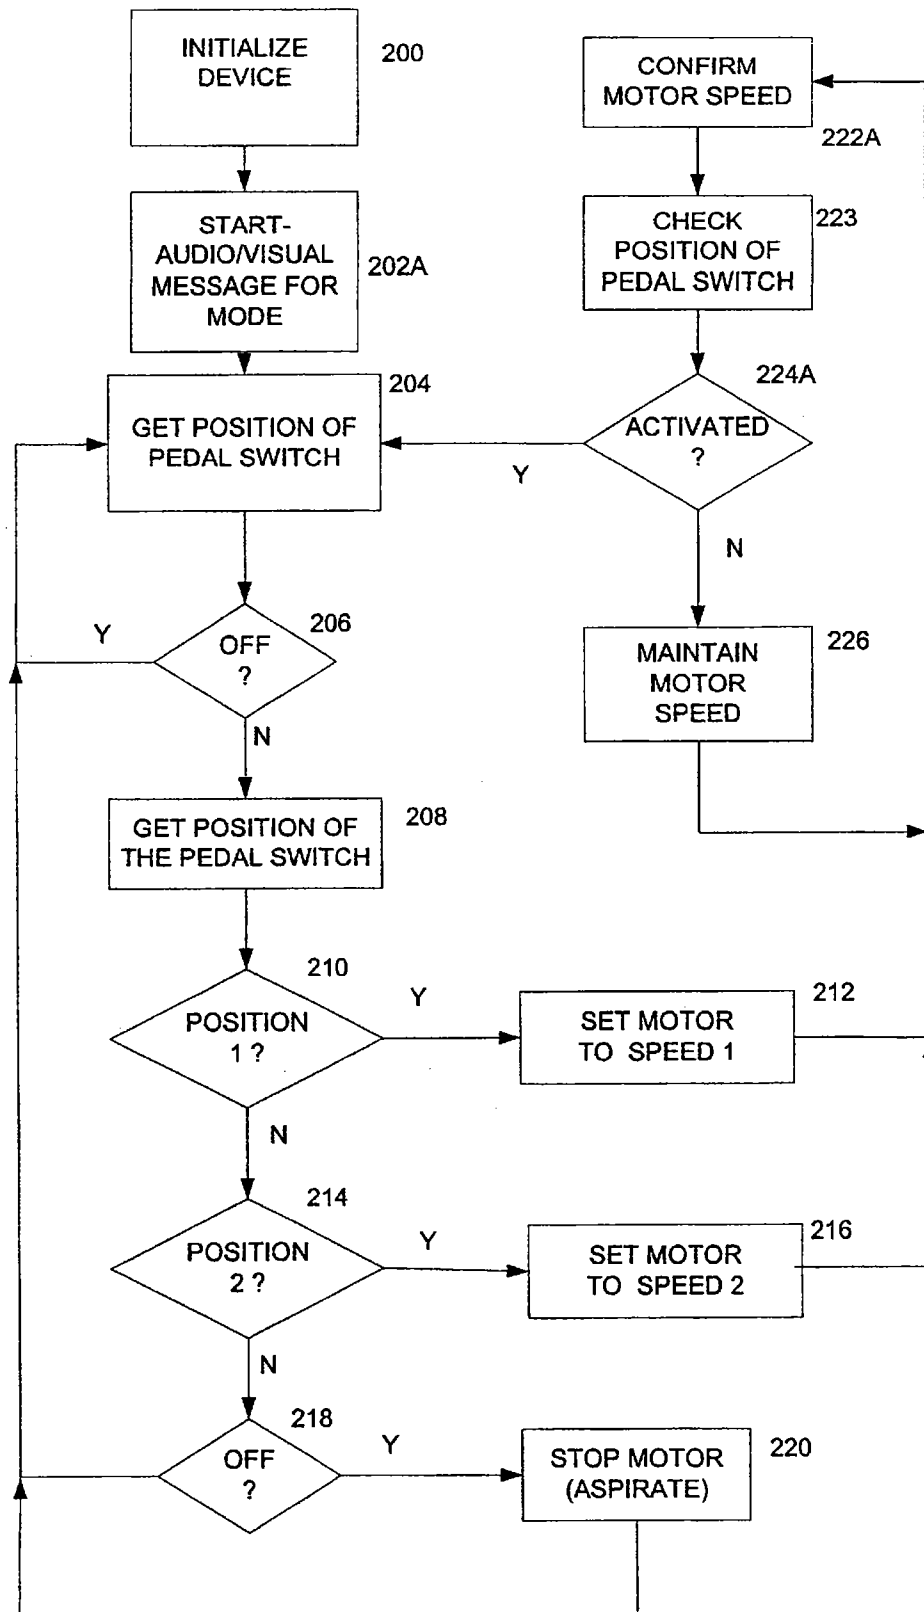 INITIALIZE
DEVICE
200
START-
AUDIO/VISUAL
MESSAGE FOR
MODE
202A
GET POSITION OF
PEDAL SWITCH
204
OFF
?
206
Y
N
GET POSITION OF
THE PEDAL SWITCH
208
POSITION
1 ?
210
Y
N
SET MOTOR
TO SPEED 1
212
POSITION
2 ?
214
Y
N
SET MOTOR
TO SPEED 2
216
OFF
?
218
Y
STOP MOTOR
(ASPIRATE)
220
CONFIRM
MOTOR SPEED
222A
CHECK
POSITION OF
PEDAL SWITCH
223
ACTIVATED
?
224A
Y
N
MAINTAIN
MOTOR
SPEED
226